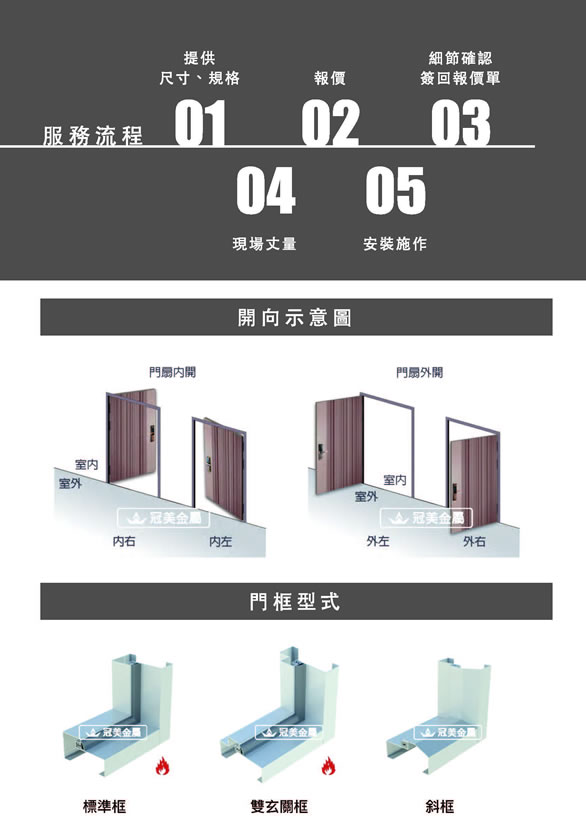 提供
尺寸、規格
報價
細節確認
簽回報價單
服務流程
01
02
03
04
05
現場丈量
安裝施作
開向示意圖
門扇內開
門扇外開
室內
室外
室內
室外
冠美金屬
冠美金屬
內右
內左
外左
外右
門框型式
冠美金屬
冠美金屬
冠美金屬
標準框
雙玄關框
斜框